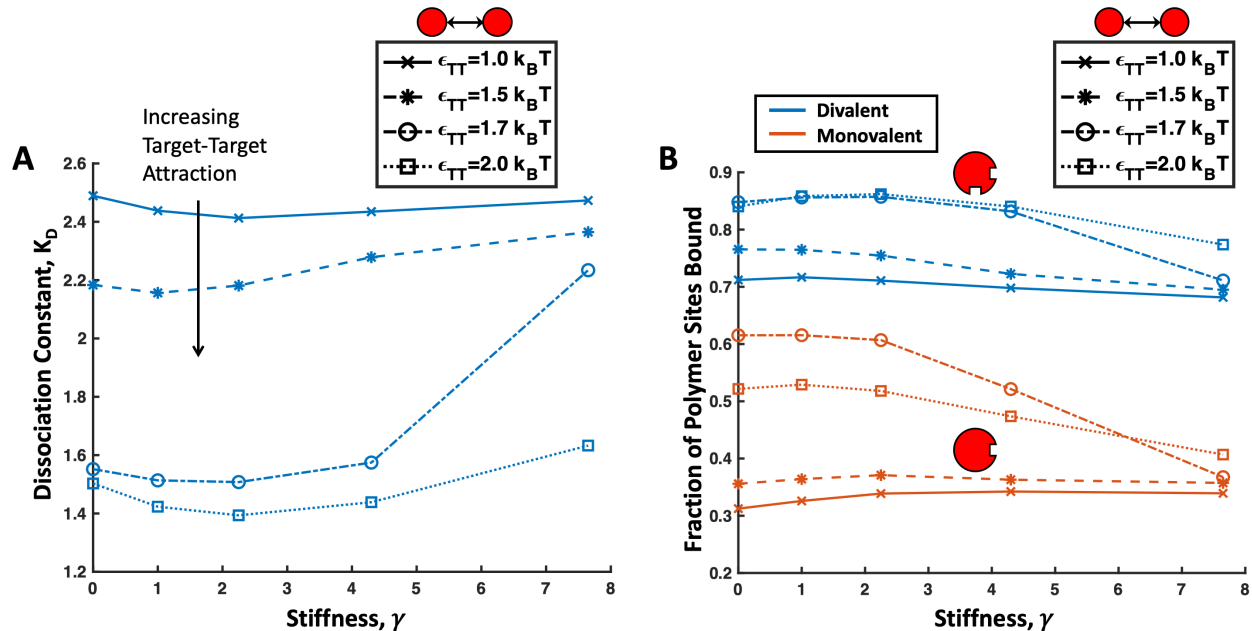 ϵTT=1.0 kBT
ϵTT=1.5 kBT
ϵTT=1.7 kBT
ϵTT=2.0 kBT
Increasing
Target-Target
Attraction
A
2.6
2.4
2.2
2
1.8
1.6
1.4
1.2
0 1 2 3 4 5 6 7 8
Dissociation Constant, KD
Stiffness, γ
ϵTT=1.0 kBT
ϵTT=1.5 kBT
ϵTT=1.7 kBT
ϵTT=2.0 kBT
Divalent
Monovalent
B
0.9
0.8
0.7
0.6
0.5
0.4
0.3
0.2
0 1 2 3 4 5 6 7 8
Fraction of Polymer Sites Bound
Stiffness, γ